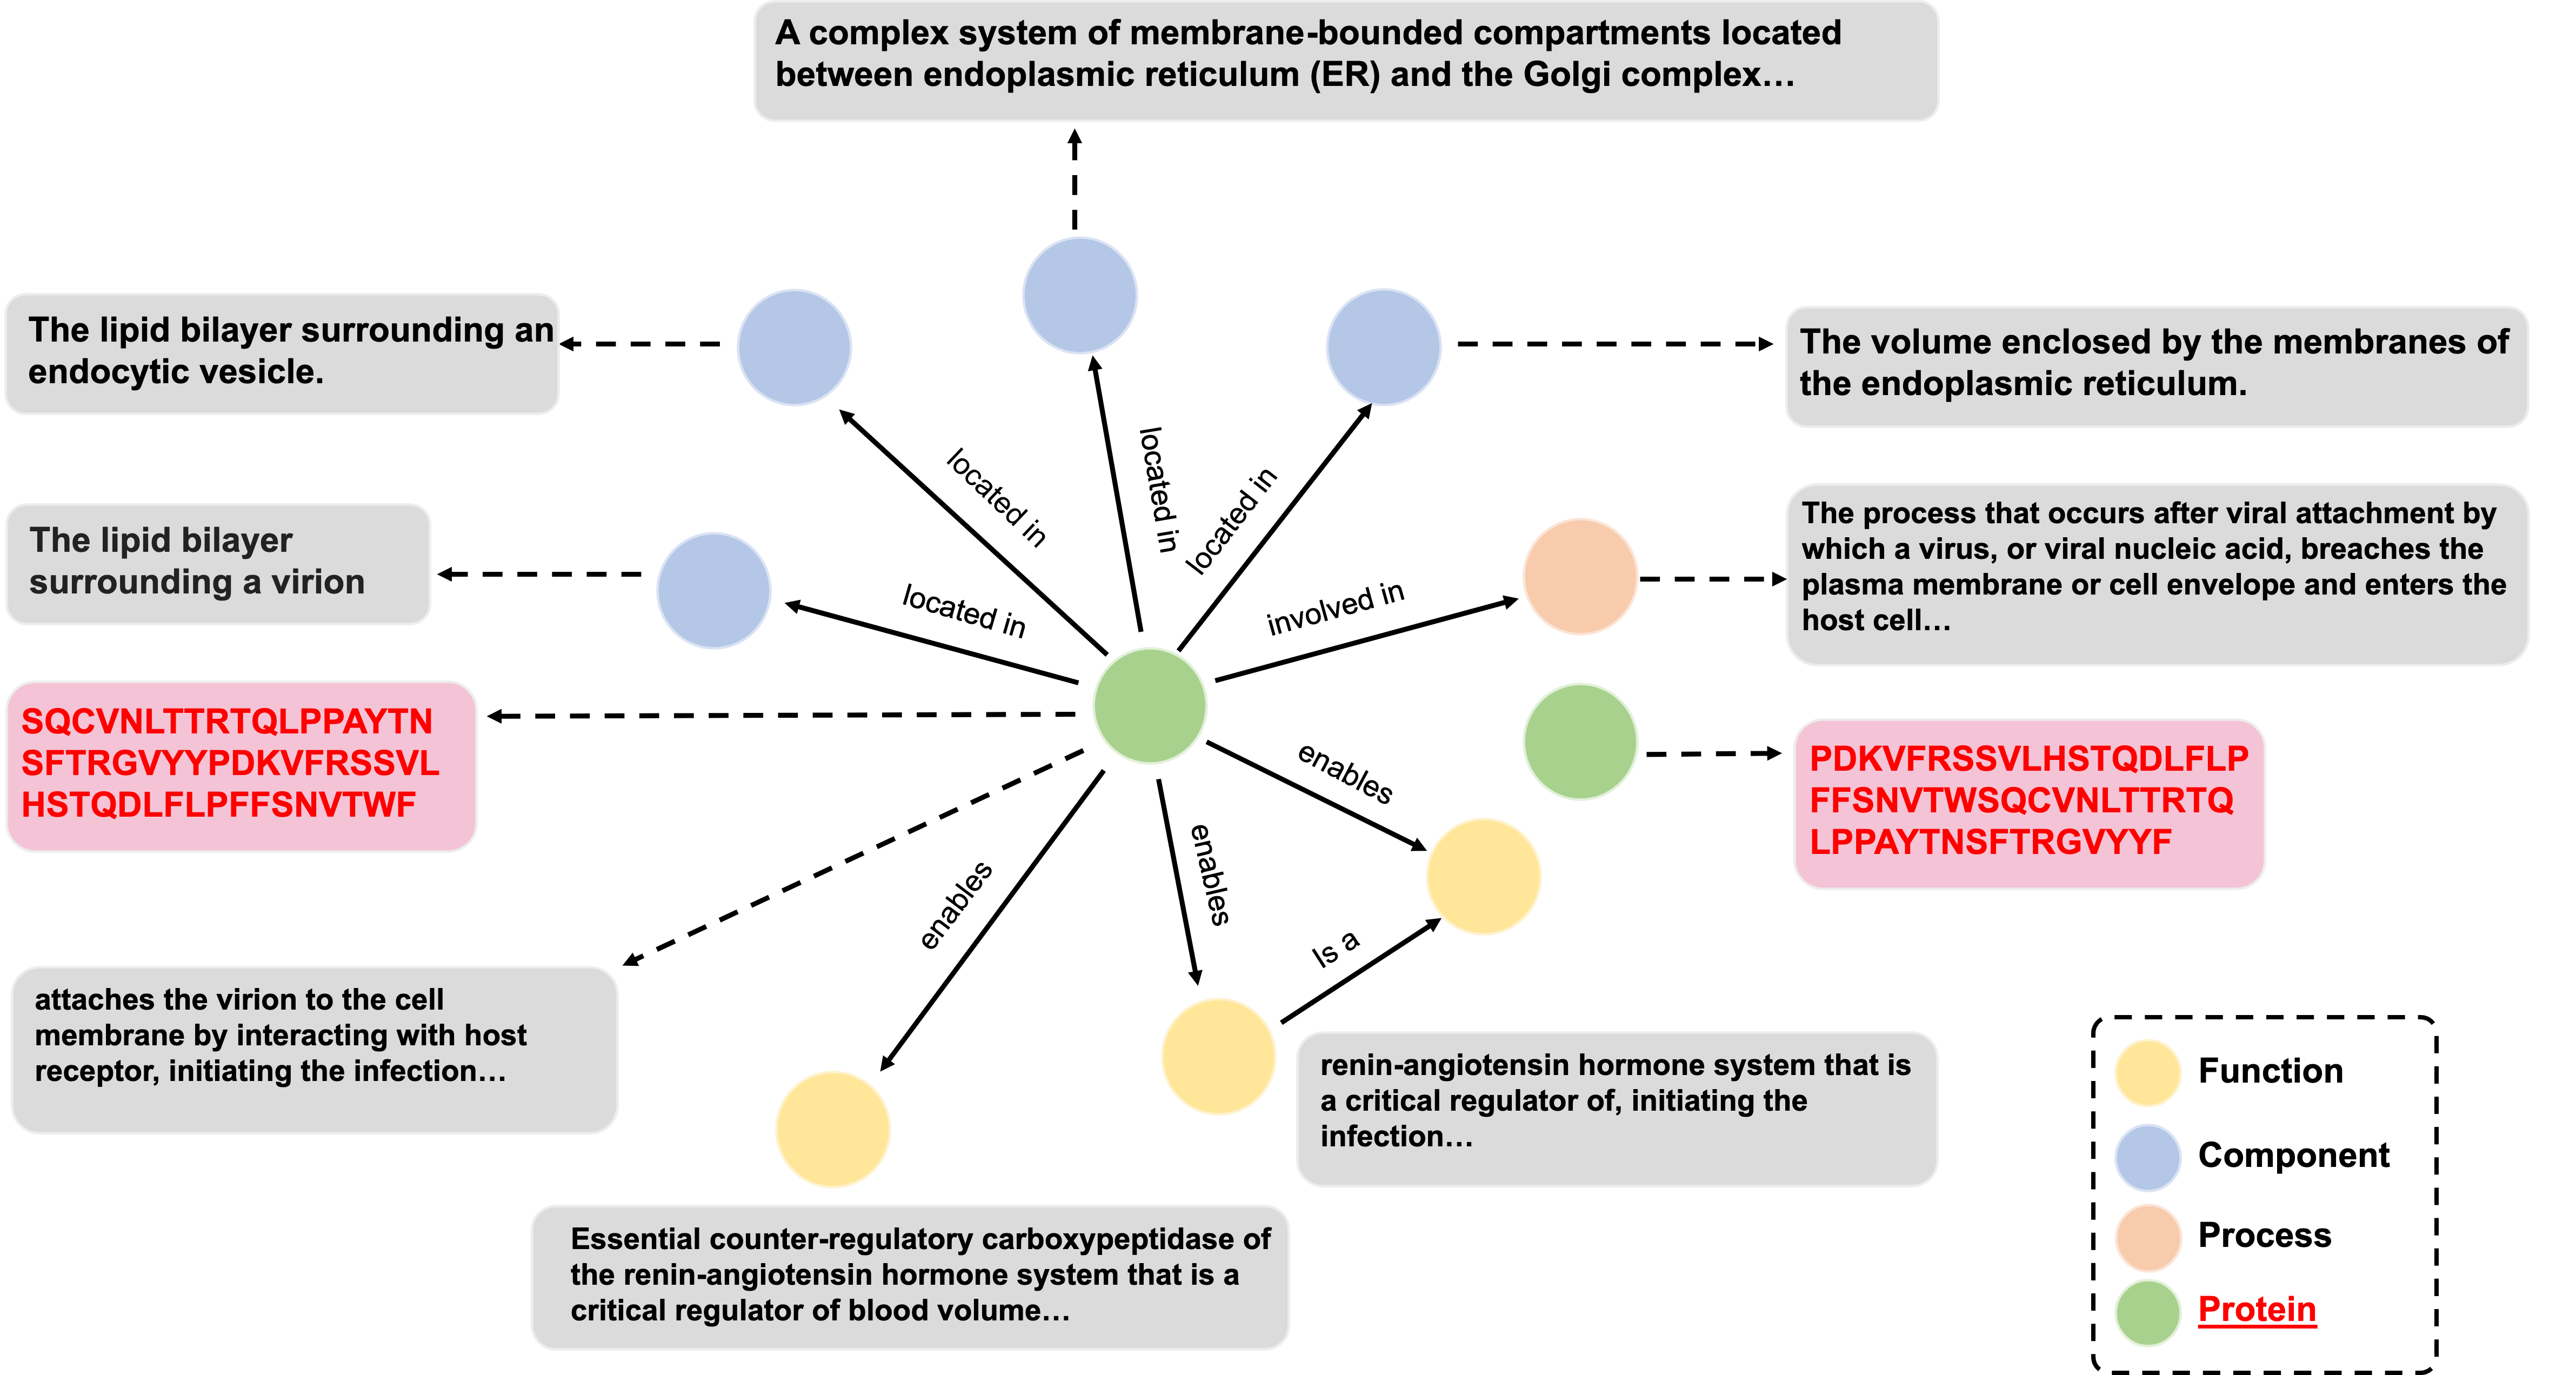 A complex system of membrane-bounded compartments located
between endoplasmic reticulum (ER) and the Golgi complex…
The lipid bilayer surrounding an
endocytic vesicle.
The volume enclosed by the membranes of
the endoplasmic reticulum.
located in
located in
located in
The lipid bilayer
surrounding a virion
located in
involved in
The process that occurs after viral attachment by
which a virus, or viral nucleic acid, breaches the
plasma membrane or cell envelope and enters the
host cell…
SQCVNLTTRTQLPPAYTN
SFTRGVYYPDKVFRSSVL
HSTQDLFLPFFSNVTWF
PDKVFRSSVLHSTQDLFLP
FFSNVTWSQCVNLTTRTQ
LPPAYTNSFTRGVYYF
enables
enables
enables
Is a
attaches the virion to the cell
membrane by interacting with host
receptor, initiating the infection…
renin-angiotensin hormone system that is
a critical regulator of, initiating the
infection…
Essential counter-regulatory carboxypeptidase of
the renin-angiotensin hormone system that is a
critical regulator of blood volume…
Function
Component
Process
Protein